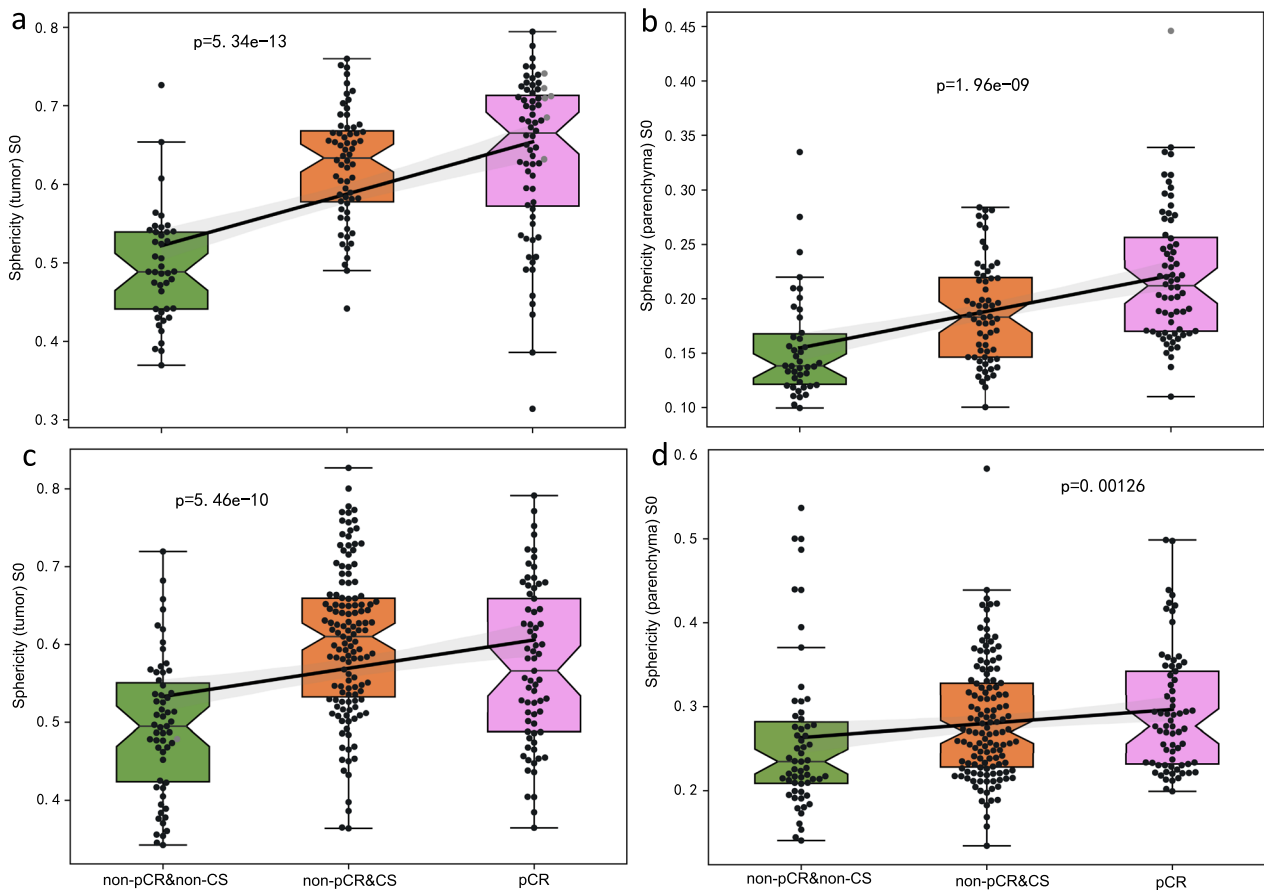 a
p=5.34e-13
Sphericity (tumor) S0
0.8
0.7
0.6
0.5
0.4
0.3
b
p=1.96e-09
Sphericity (parenchyma) S0
0.45
0.40
0.35
0.30
0.25
0.20
0.15
0.10
c
p=5.46e-10
Sphericity (tumor) S0
0.8
0.7
0.6
0.5
0.4
non-pCR&non-CS
non-pCR&CS
pCR
d
p=0.00126
Sphericity (parenchyma) S0
0.6
0.5
0.4
0.3
0.2
non-pCR&non-CS
non-pCR&CS
pCR